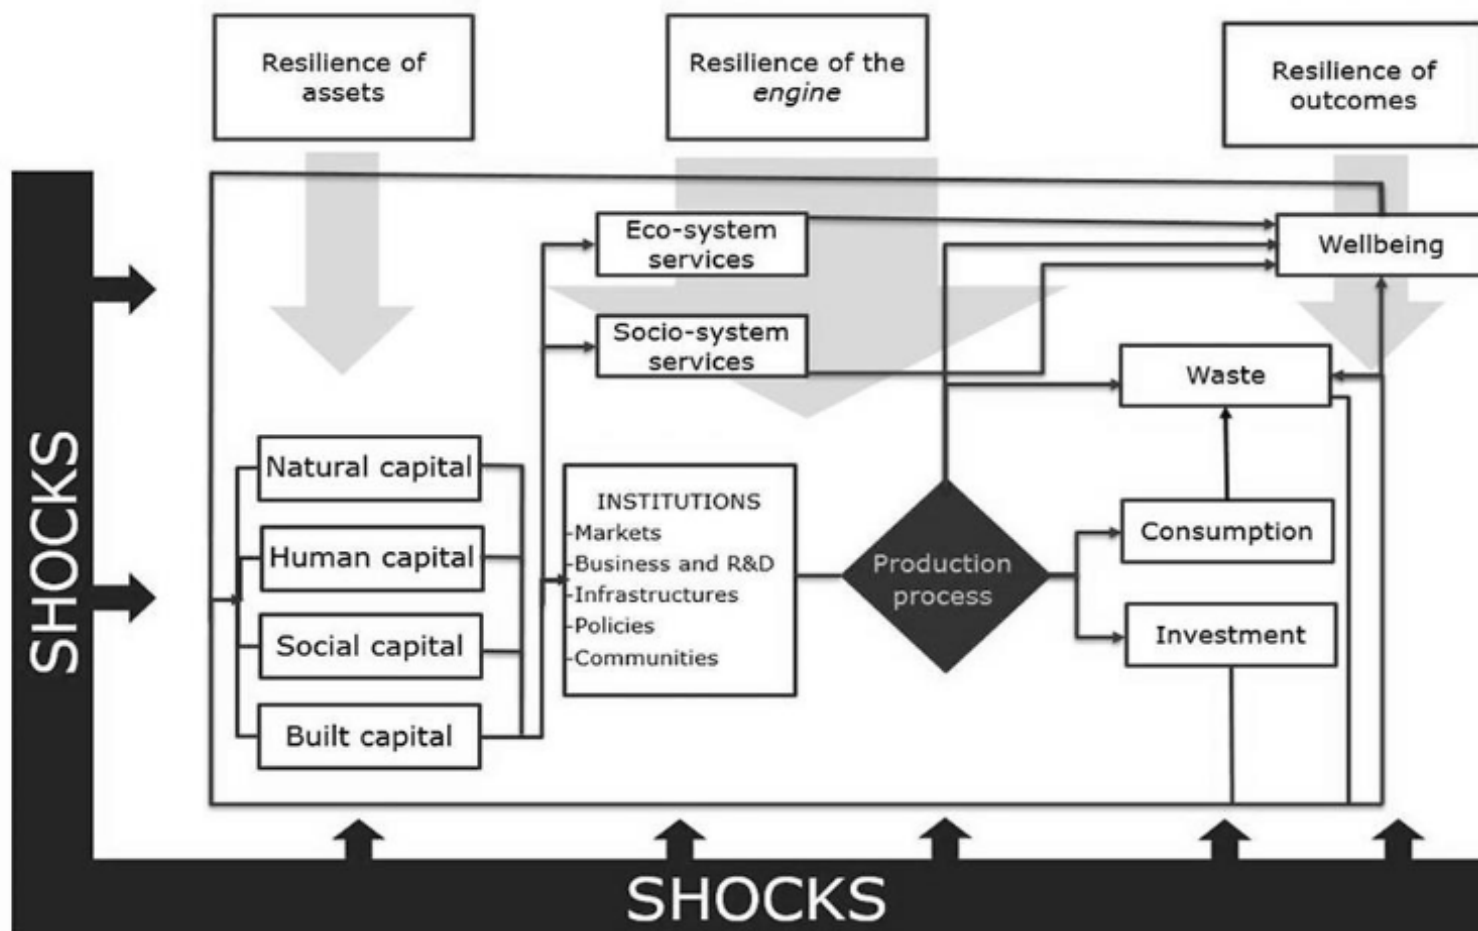 Resilience of
assets
Resilience of the
engine
Resilience of
outcomes
SHOCKS
Eco-system
services
Wellbeing
Socio-system
services
Waste
Natural capital
Human capital
Social capital
Built capital
INSTITUTIONS
-Markets
-Business and R&D
-Infrastructures
-Policies
-Communities
Production
process
Consumption
Investment
SHOCKS